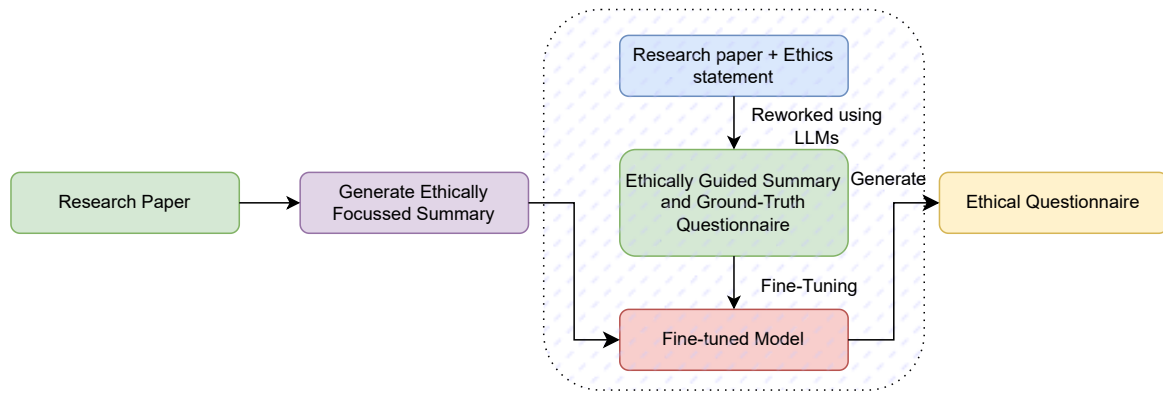 Research paper + Ethics
statement
Reworked using
LLMs
Research Paper
Generate Ethically
Focussed Summary
Ethically Guided Summary
and Ground-Truth
Questionnaire
Generate
Ethical Questionnaire
Fine-Tuning
Fine-tuned Model